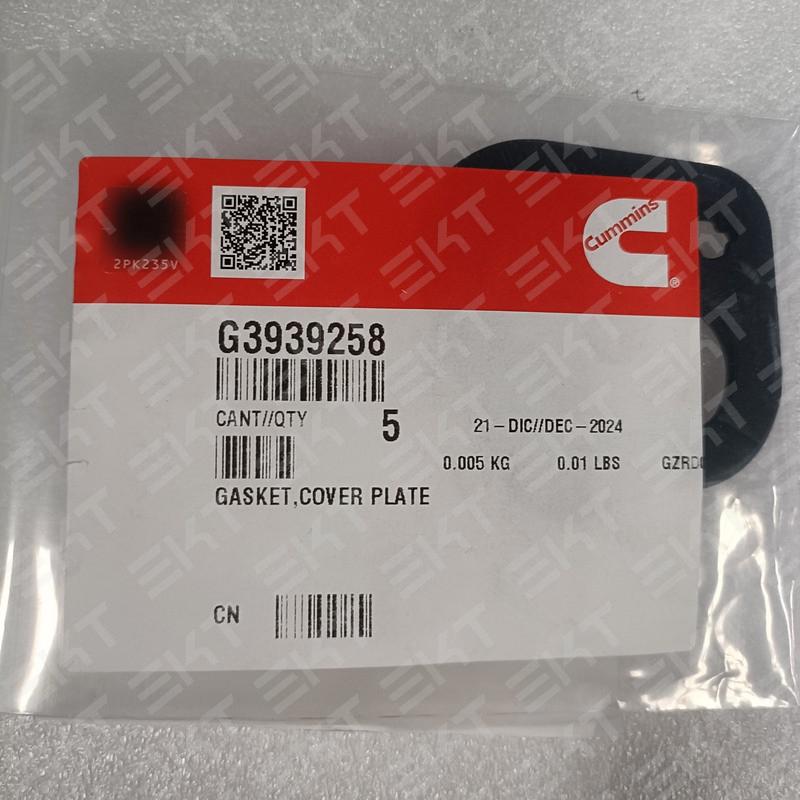 2PK235V
Cummins
®
G3939258
CANT//QTY 5
21-DIC//DEC-2024
0.005 KG 0.01 LBS
GASKET,COVER PLATE
CN
EKT